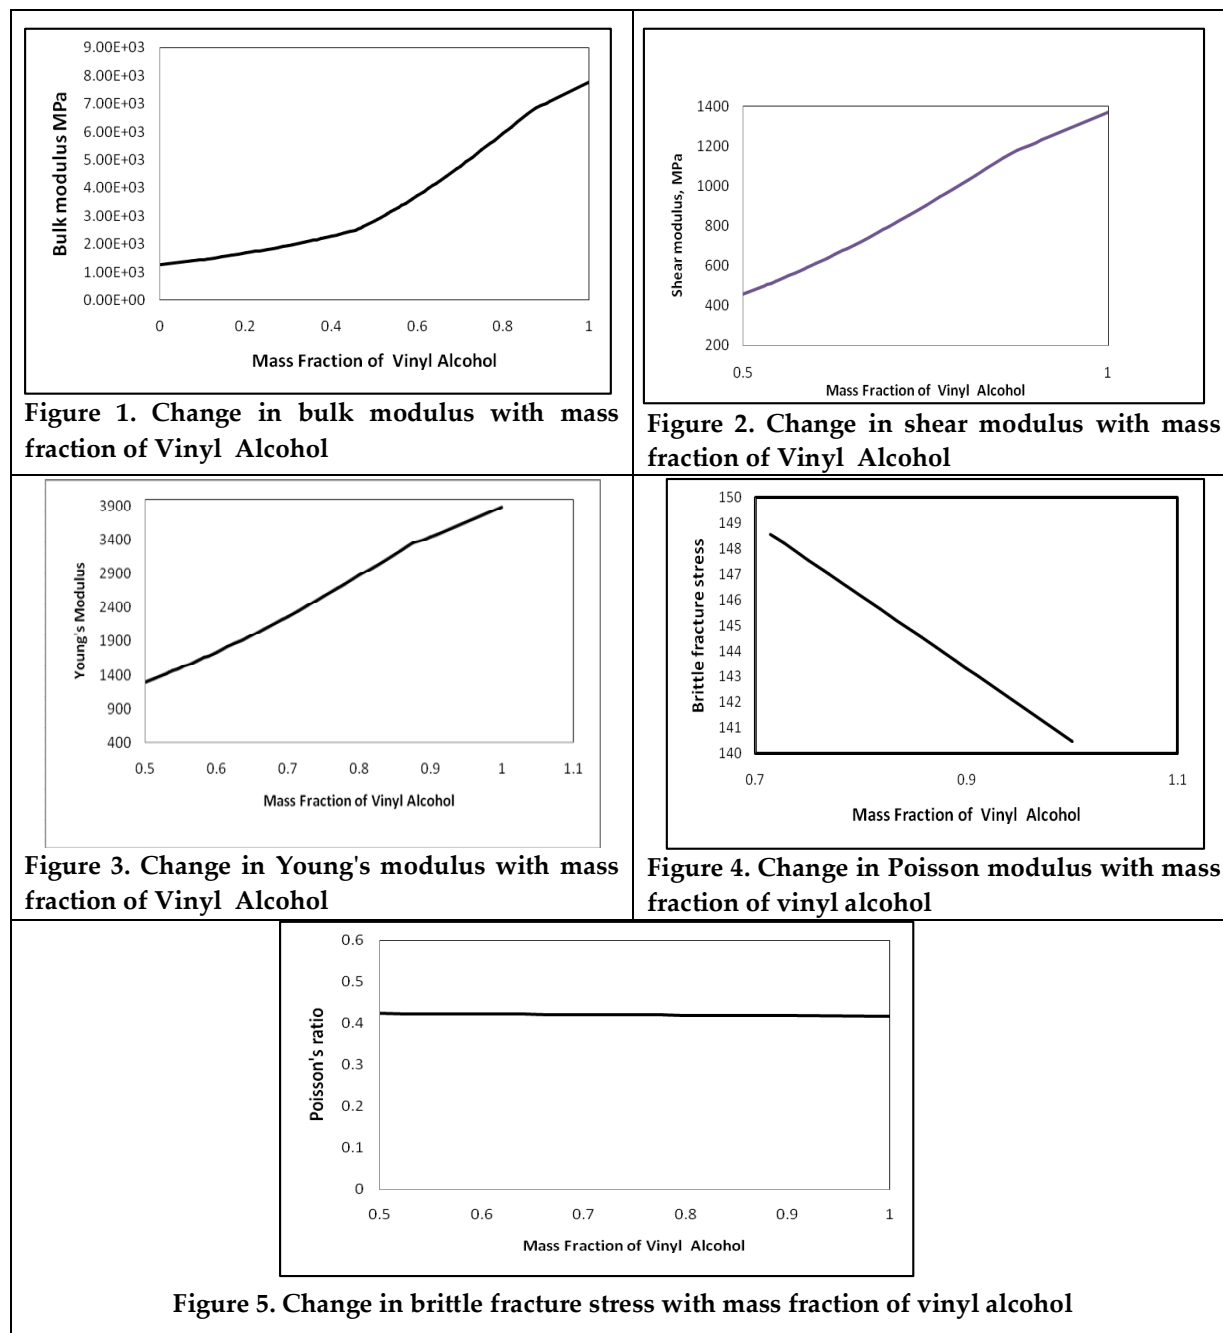 9.00E+03
8.00E+03
7.00E+03
6.00E+03
5.00E+03
4.00E+03
3.00E+03
2.00E+03
1.00E+03
0.00E+00
Bulk modulus MPa
0 0.2 0.4 0.6 0.8 1
Mass Fraction of Vinyl Alcohol
Figure 1. Change in bulk modulus with mass
fraction of Vinyl Alcohol
1400
1200
1000
800
600
400
200
Shear modulus, MPa
0.5 1
Mass Fraction of Vinyl Alcohol
Figure 2. Change in shear modulus with mass
fraction of Vinyl Alcohol
3900
3400
2900
2400
1900
1400
900
400
Young's Modulus
0.5 0.6 0.7 0.8 0.9 1 1.1
Mass Fraction of Vinyl Alcohol
Figure 3. Change in Young's modulus with mass
fraction of Vinyl Alcohol
150
149
148
147
146
145
144
143
142
141
140
Brittle fracture stress
0.7 0.9 1.1
Mass Fraction of Vinyl Alcohol
Figure 4. Change in Poisson modulus with mass
fraction of vinyl alcohol
0.6
0.5
0.4
0.3
0.2
0.1
0
Poisson's ratio
0.5 0.6 0.7 0.8 0.9 1
Mass Fraction of Vinyl Alcohol
Figure 5. Change in brittle fracture stress with mass fraction of vinyl alcohol